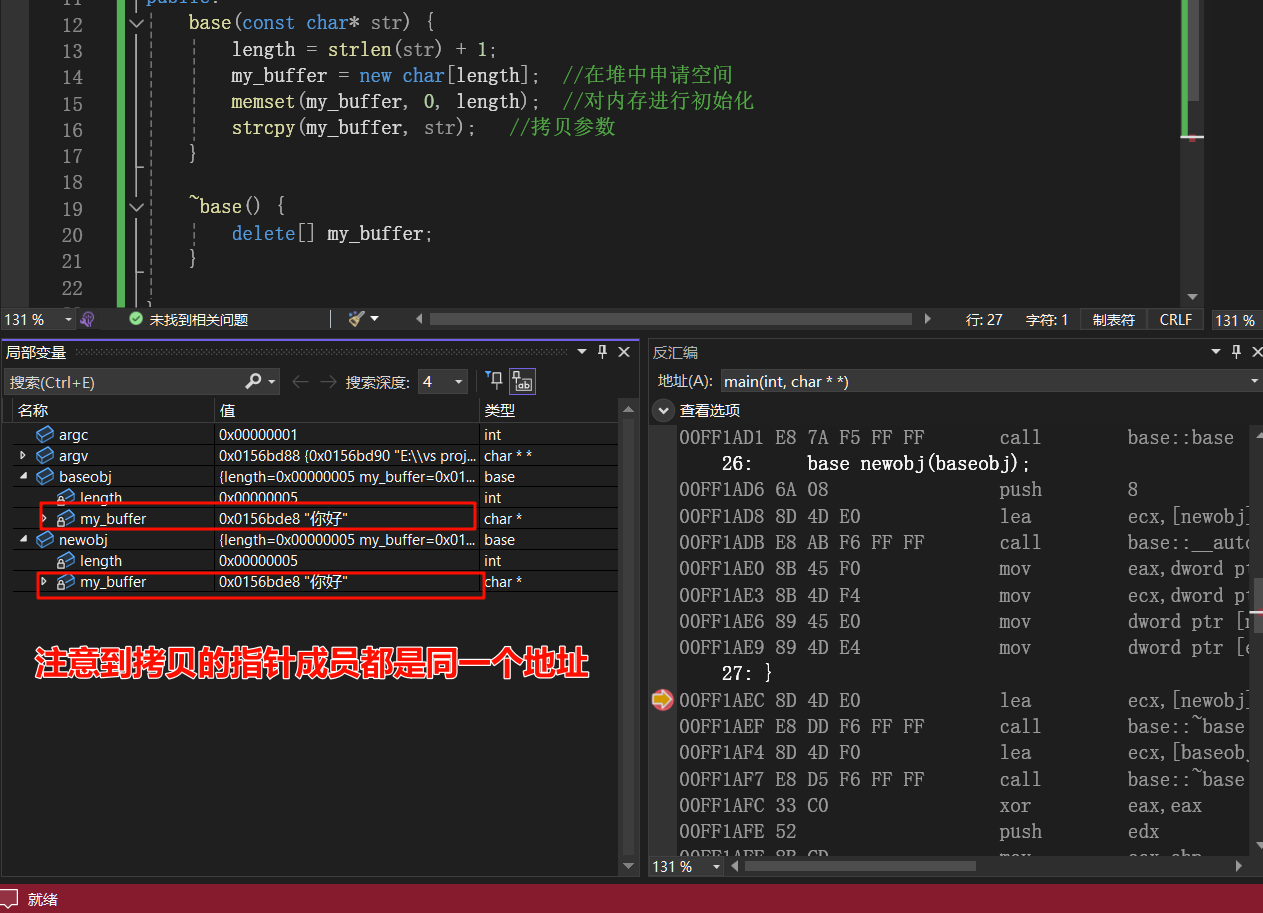 12 base(const char* str) {
13 length = strlen(str) + 1;
14 my_buffer = new char[length]; //在堆中申请空间
15 memset(my_buffer, 0, length); //对内存进行初始化
16 strcpy(my_buffer, str); //拷贝参数
17 }
18
19 ~base() {
20 delete[] my_buffer;
21 }
22
131 % 未找到相关问题 行: 27 字符: 1 制表符 CRLF 131 %
局部变量
搜索(Ctrl+E) 搜索深度: 4
名称 值 类型
argc 0x00000001 int
argv 0x0156bd88 {0x0156bd90 "E:\\vs proj... char * *
baseobj {length=0x00000005 my_buffer=0x01... base
length 0x00000005 int
my_buffer 0x0156bde8 "你好" char *
newobj {length=0x00000005 my_buffer=0x01... base
length 0x00000005 int
my_buffer 0x0156bde8 "你好" char *
注意到拷贝的指针成员都是同一个地址
反汇编
地址(A): main(int, char * *)
查看选项
00FF1AD1 E8 7A F5 FF FF call base::base
26: base newobj(baseobj);
00FF1AD6 6A 08 push 8
00FF1AD8 8D 4D E0 lea ecx,[newobj]
00FF1ADB E8 AB F6 FF FF call base::__auto
00FF1AE0 8B 45 F0 mov eax,dword pt
00FF1AE3 8B 4D F4 mov ecx,dword p
00FF1AE6 89 45 E0 mov dword ptr [
00FF1AE9 89 4D E4 mov dword ptr [
27: }
00FF1AEC 8D 4D E0 lea ecx,[newobj]
00FF1AEF E8 DD F6 FF FF call base::~base
00FF1AF4 8D 4D F0 lea ecx,[baseob
00FF1AF7 E8 D5 F6 FF FF call base::~base
00FF1AFC 33 C0 xor eax,eax
00FF1AFE 52 push edx
131 %
就绪